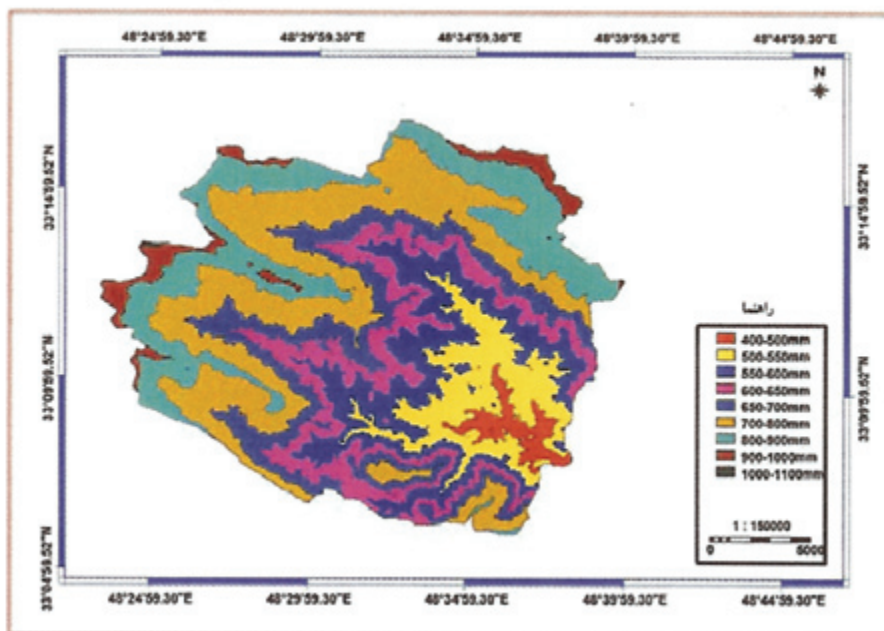 48°24'59.30"E 48°29'59.30"E 48°34'59.30"E 48°39'59.30"E 48°44'59.30"E
N
33°14'59.52"N
33°14'59.52"N
33°09'59.52"N
33°09'59.52"N
33°04'59.52"N
راهنما
400-500mm
500-550mm
550-600mm
600-650mm
650-700mm
700-800mm
800-900mm
900-1000mm
1000-1100mm
1 : 150000
0 5000
48°24'59.30"E 48°29'59.30"E 48°34'59.30"E 48°39'59.30"E 48°44'59.30"E